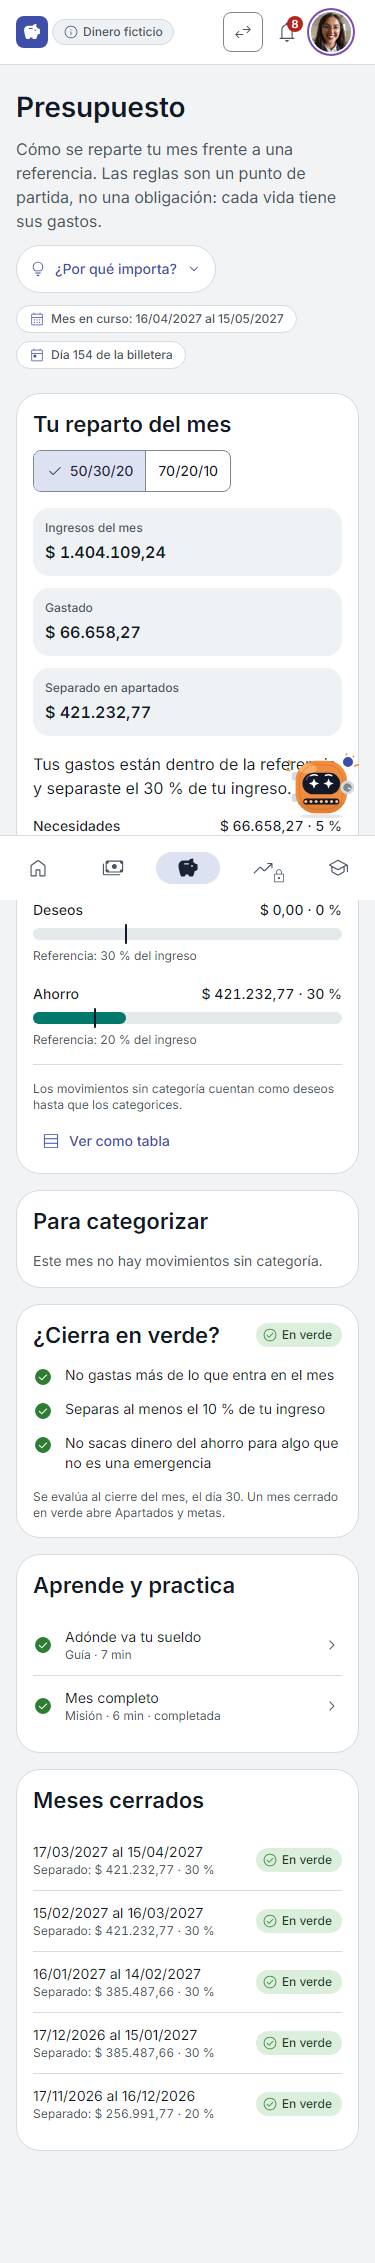 Dinero ficticio
8
Presupuesto
Cómo se reparte tu mes frente a una
referencia. Las reglas son un punto de
partida, no una obligación: cada vida tiene
sus gastos.
¿Por qué importa?
Mes en curso: 16/04/2027 al 15/05/2027
Día 154 de la billetera
Tu reparto del mes
50/30/20
70/20/10
Ingresos del mes
$ 1.404.109,24
Gastado
$ 66.658,27
Separado en apartados
$ 421.232,77
Tus gastos están dentro de la
y separaste el 30 % de tu ingreso.
Necesidades $ 66.658,27 · 5 %
Deseos $ 0,00 · 0 %
Referencia: 30 % del ingreso
Ahorro $ 421.232,77 · 30 %
Referencia: 20 % del ingreso
Los movimientos sin categoría cuentan como deseos
hasta que los categorices.
Ver como tabla
Para categorizar
Este mes no hay movimientos sin categoría.
¿Cierra en verde? En verde
No gastas más de lo que entra en el mes
Separas al menos el 10 % de tu ingreso
No sacas dinero del ahorro para algo que
no es una emergencia
Se evalúa al cierre del mes, el día 30. Un mes cerrado
en verde abre Apartados y metas.
Aprende y practica
Adónde va tu sueldo
Guía · 7 min
Mes completo
Misión · 6 min · completada
Meses cerrados
17/03/2027 al 15/04/2027
Separado: $ 421.232,77 · 30 %
En verde
15/02/2027 al 16/03/2027
Separado: $ 421.232,77 · 30 %
En verde
16/01/2027 al 14/02/2027
Separado: $ 385.487,66 · 30 %
En verde
17/12/2026 al 15/01/2027
Separado: $ 385.487,66 · 30 %
En verde
17/11/2026 al 16/12/2026
Separado: $ 256.991,77 · 20 %
En verde